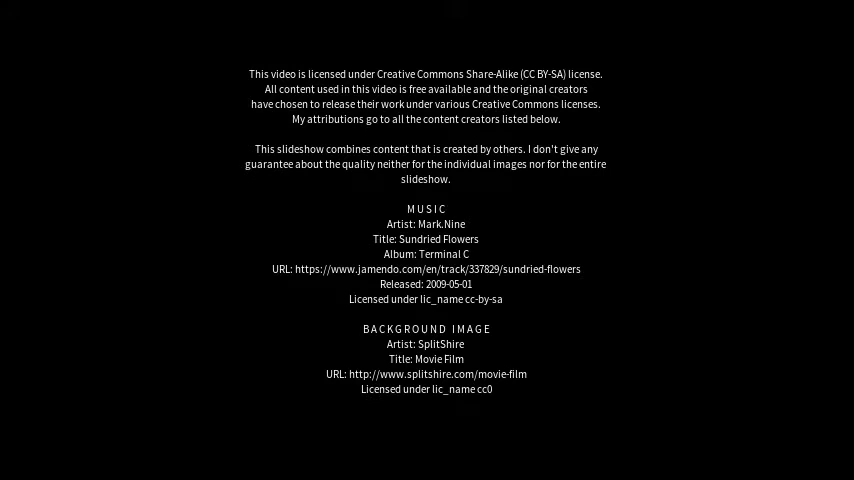 This video is licensed under Creative Commons Share-Alike (CC BY-SA) license.
All content used in this video is free available and the original creators
have chosen to release their work under various Creative Commons licenses.
My attributions go to all the content creators listed below.
This slideshow combines content that is created by others. I don't give any
guarantee about the quality neither for the individual images nor for the entire
slideshow.
MUSIC
Artist: Mark.Nine
Title: Sundried Flowers
Album: Terminal C
URL: https://www.jamendo.com/en/track/337829/sundried-flowers
Released: 2009-05-01
Licensed under lic_name cc-by-sa
BACKGROUND IMAGE
Artist: SplitShire
Title: Movie Film
URL: http://www.splitshire.com/movie-film
Licensed under lic_name cc0